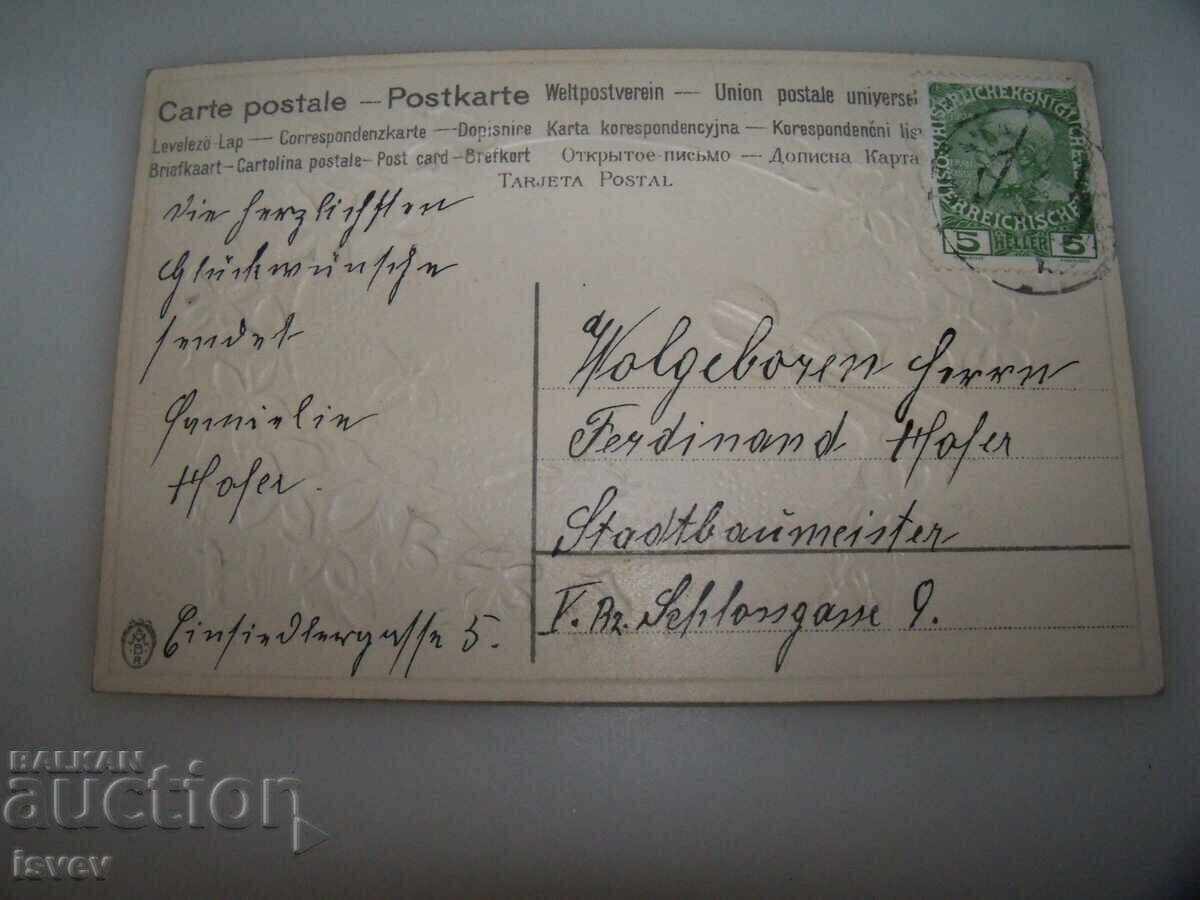 Carte postale — Postkarte Weltpostverein — Union postale universel
Levelező-Lap — Correspondenzkarte — Dopisnice Karta korespondencyjna — Korespondenční lis
Briefkaart — Cartolina postale — Post card — Brefkort Открытое письмо — Дописна Карта
TARJETA POSTAL
Die herzlichsten
Glückwünsche
sendet
Familie
Hofer.
Einsiedlergasse 5.
Wolgeboren Herrn
Ferdinand Hofer
Stadtbaumeister
V. Bz. Schlossgasse 9.
KAISERLICHEKÖNIGLICHE
ÖSTERREICHISCHE
5 HELLER 5
BALKAN
auction
isvev